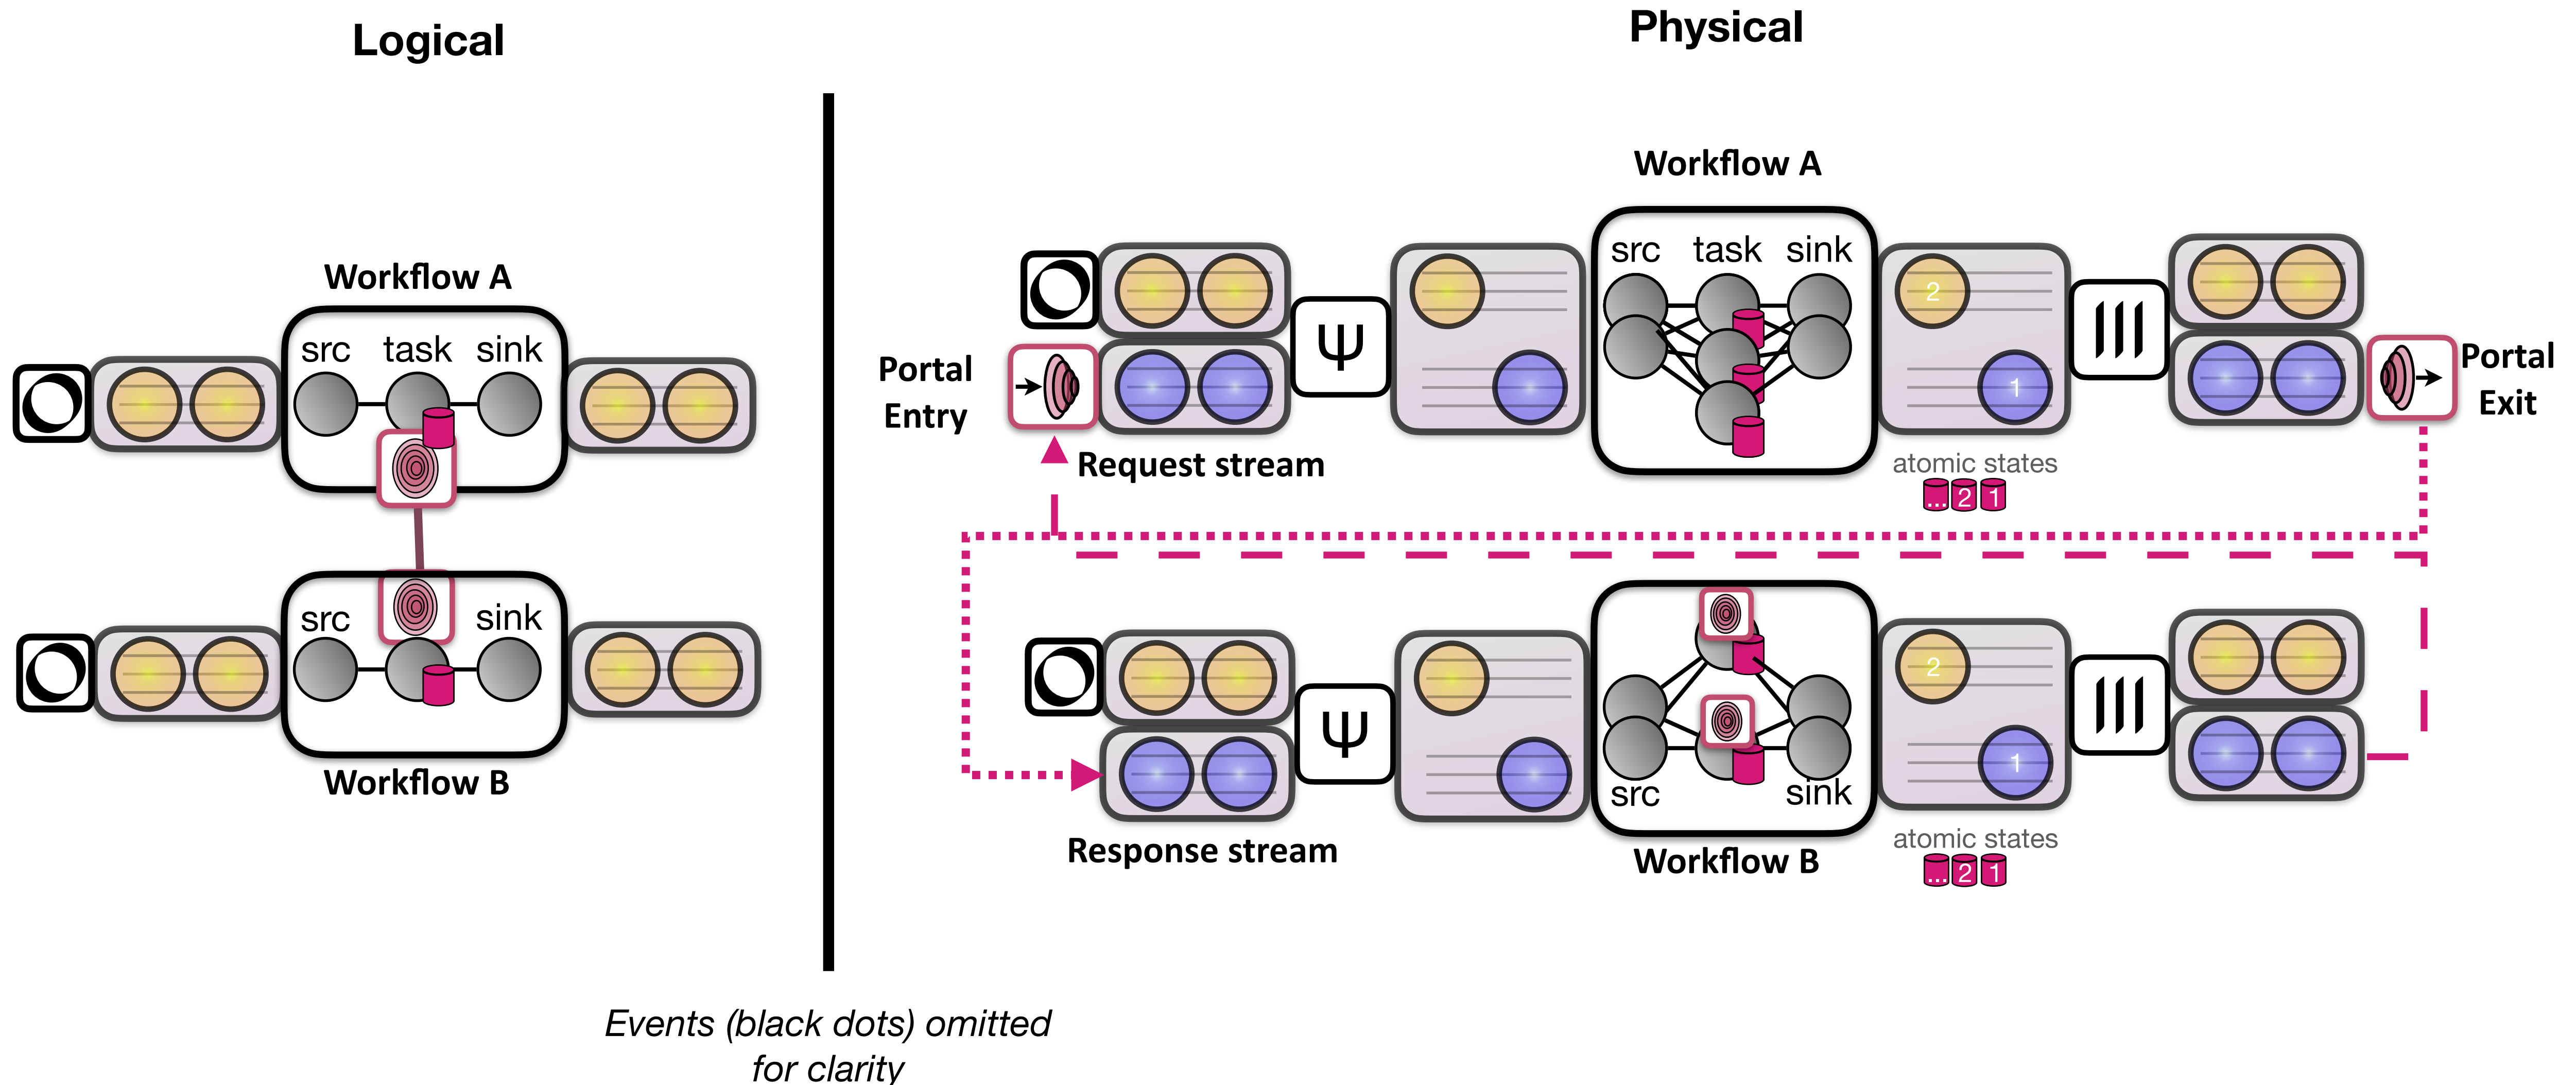 Logical
Physical
Workflow A
src task sink
src sink
Workflow B
Workflow A
src task sink
2
1
Portal
Entry
Ψ
Portal
Exit
Request stream
atomic states
... 2 1
2
1
Ψ
src sink
Response stream
Workflow B
atomic states
... 2 1
Events (black dots) omitted
for clarity